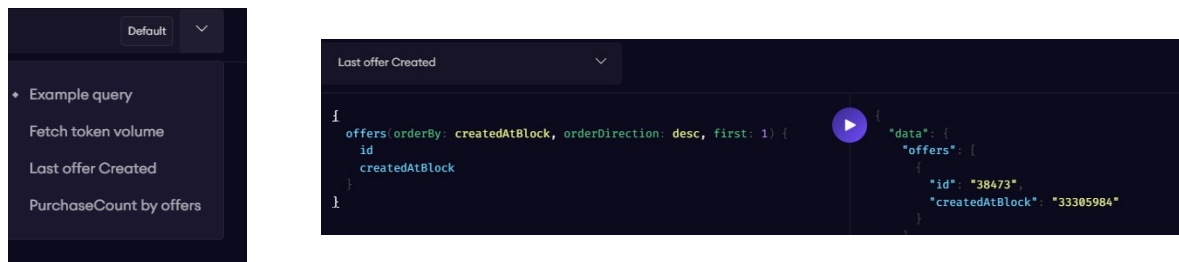 Default
Example query
Fetch token volume
Last offer Created
PurchaseCount by offers
Last offer Created
{
offers(orderBy: createdAtBlock, orderDirection: desc, first: 1) {
id
createdAtBlock
}
}
{
"data": {
"offers": [
{
"id": "38473",
"createdAtBlock": "33305984"
}
]